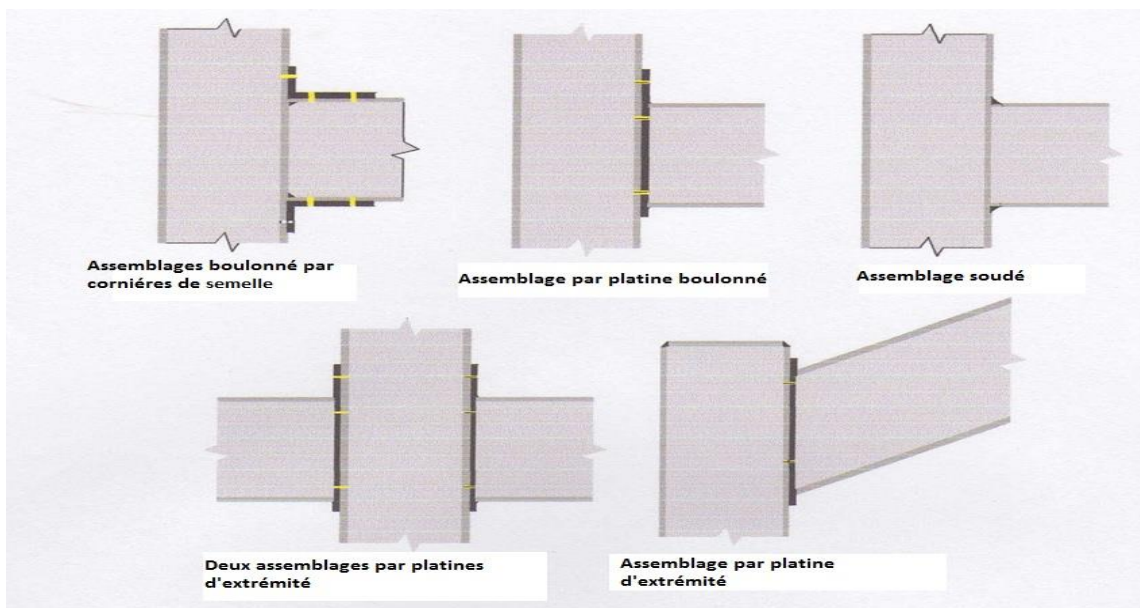 Assemblages boulonné par
corniéres de semelle
Assemblage par platine boulonné
Assemblage soudé
Deux assemblages par platines
d'extrémité
Assemblage par platine
d'extrémité